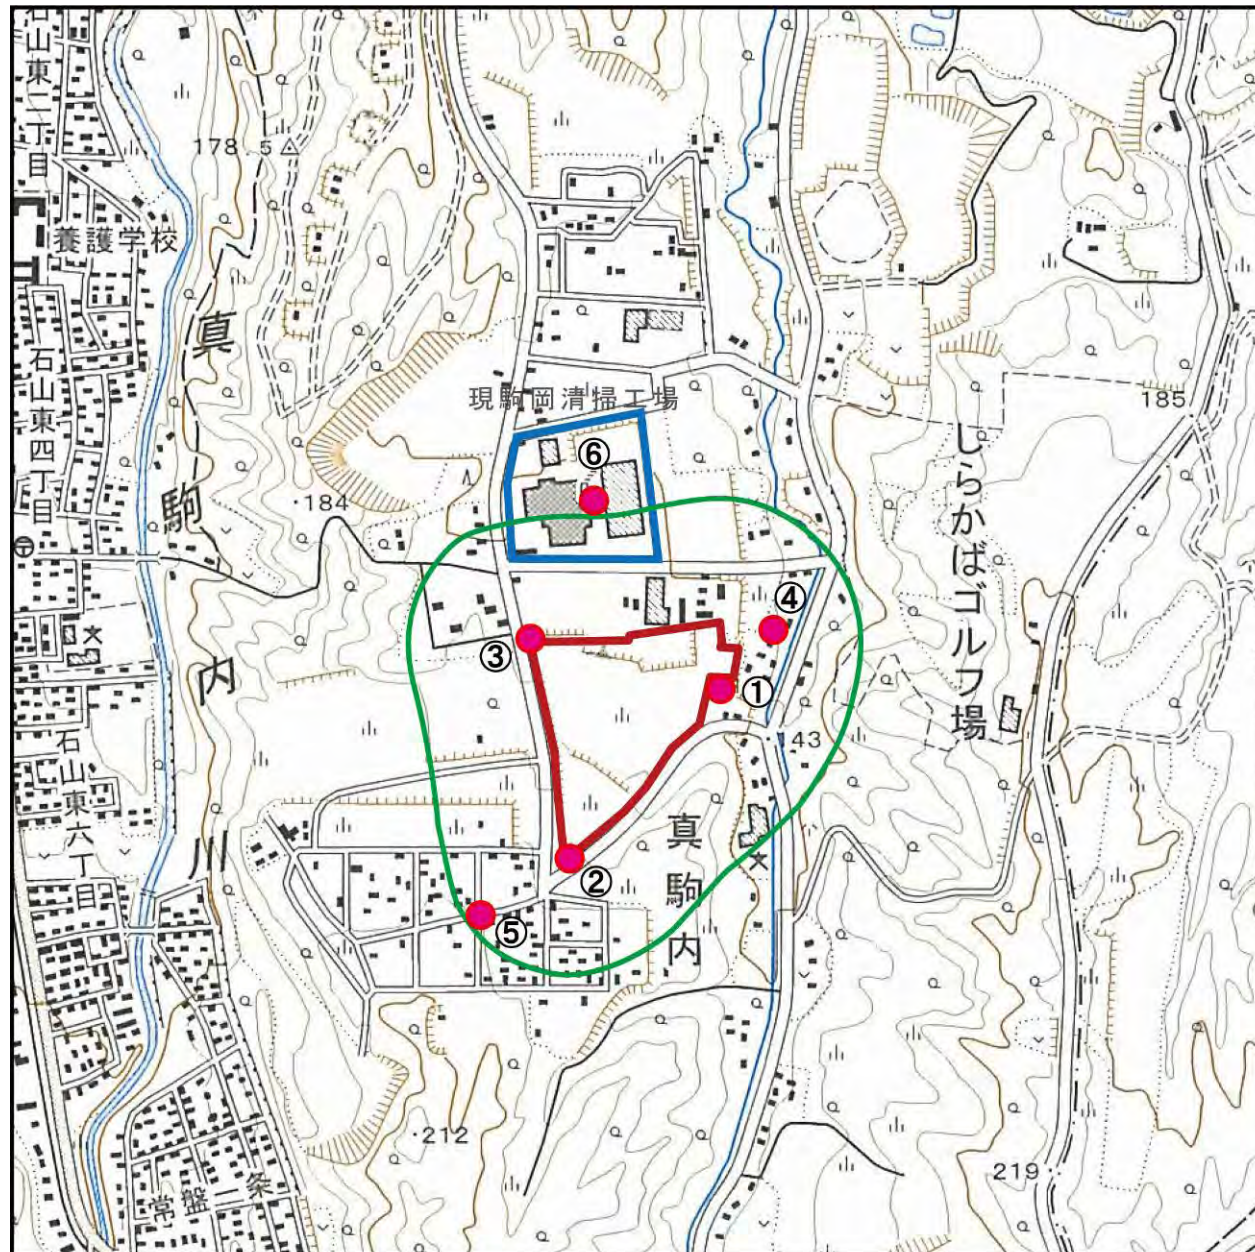 石山東二丁目
178.5
養護学校
真駒内
石山東四丁目
現駒岡清掃工場
⑥
185
・184
しらかばゴルフ場
④
③
①
・143
石山東六丁目
真駒内
②
⑤
・212
219・
常盤一条